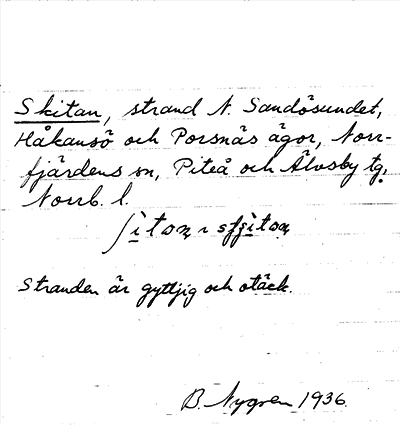 Skitan, strand N. Sandösundet,
Håkansö och Porsnäs ägor, Norr-
fjärdens sn, Piteå och Älvsby tg,
Norrb. l.
Stranden är gyttjig och otäck.
B. Nygren 1936.